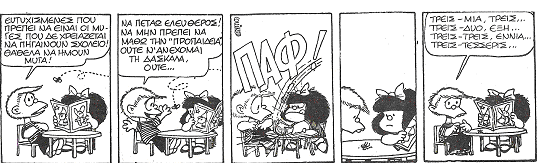 ΕΥΤΥΧΙΣΜΕΝΕΣ ΠΟΥ
ΠΡΕΠΕΙ ΝΑ ΕΙΝΑΙ ΟΙ ΜΥ-
ΓΕΣ ΠΟΥ ΔΕ ΧΡΕΙΑΖΕΤΑΙ
ΝΑ ΠΗΓΑΙΝΟΥΝ ΣΧΟΛΕΙΟ!
ΘΑΘΕΛΑ ΝΑ ΗΜΟΥΝ
ΜΥΓΑ!
ΝΑ ΠΕΤΑΩ ΕΛΕΥΘΕΡΟΣ!
ΝΑ ΜΗΝ ΠΡΕΠΕΙ ΝΑ
ΜΑΘΩ ΤΗΝ "ΠΡΟΠΑΙΔΕΙΑ",
ΟΥΤΕ Ν'ΑΝΕΧΟΜΑΙ
ΤΗ ΔΑΣΚΑΛΑ,
ΟΥΤΕ...
ΠΑΦ!
ΤΡΕΙΣ-ΜΙΑ, ΤΡΕΙΣ...
ΤΡΕΙΣ-ΔΥΟ, ΕΞΗ...
ΤΡΕΙΣ-ΤΡΕΙΣ, ΕΝΝΙΑ...
ΤΡΕΙΣ-ΤΕΣΣΕΡΙΣ...